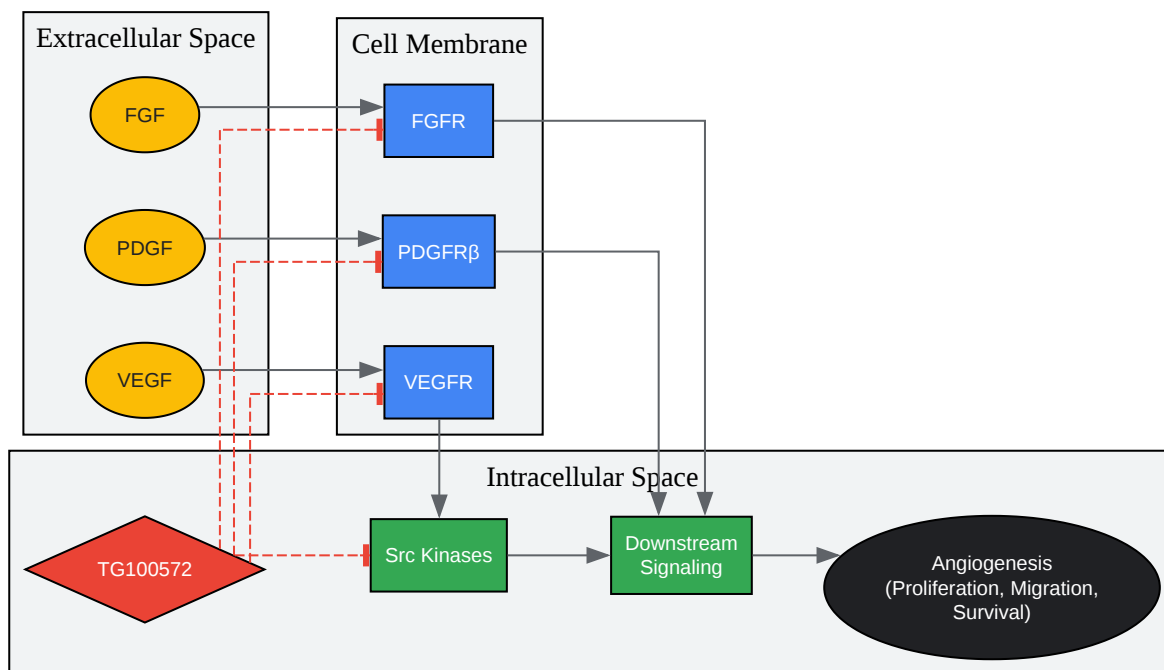 Extracellular Space
Cell Membrane
FGF
FGFR
PDGF
PDGFRβ
VEGF
VEGFR
Intracellular Space
TG100572
Src Kinases
Downstream
Signaling
Angiogenesis
(Proliferation, Migration,
Survival)